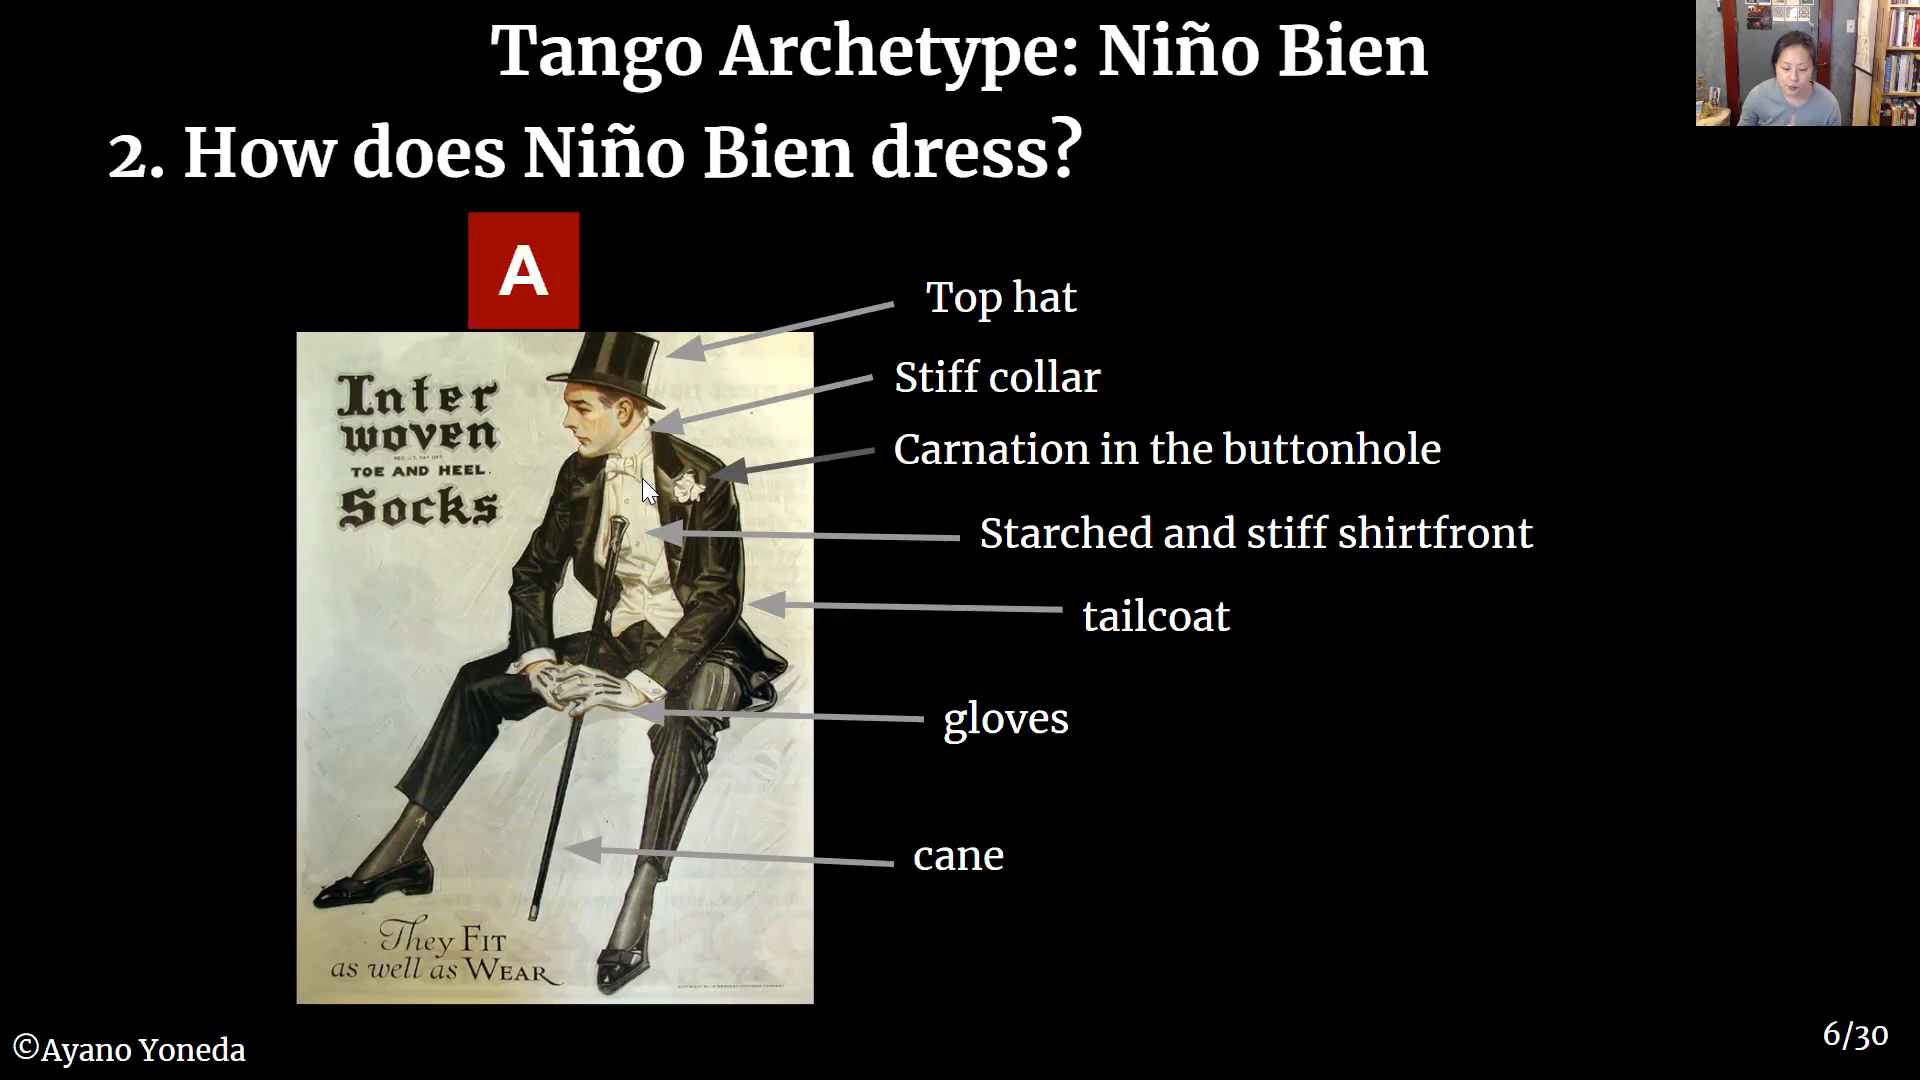 Tango Archetype: Niño Bien
2. How does Niño Bien dress?
A
Top hat
Stiff collar
Carnation in the buttonhole
Starched and stiff shirtfront
tailcoat
gloves
cane
Inter
woven
TOE AND HEEL.
Socks
They FIT
as well as WEAR
©Ayano Yoneda
6/30